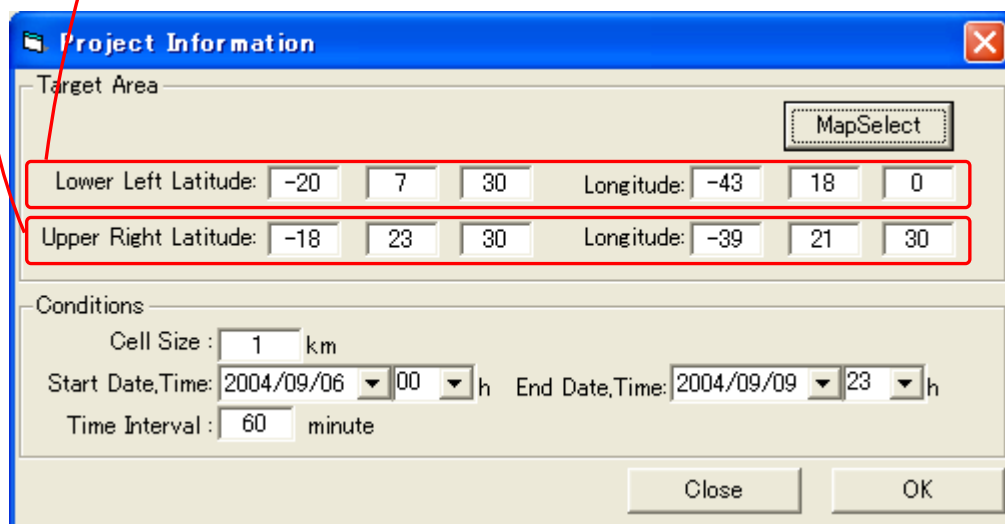 Project Information
Target Area
MapSelect
Lower Left Latitude: -20 7 30 Longitude: -43 18 0
Upper Right Latitude: -18 23 30 Longitude: -39 21 30
Conditions
Cell Size : 1 km
Start Date,Time: 2004/09/06 00 h End Date,Time: 2004/09/09 23 h
Time Interval : 60 minute
Close OK